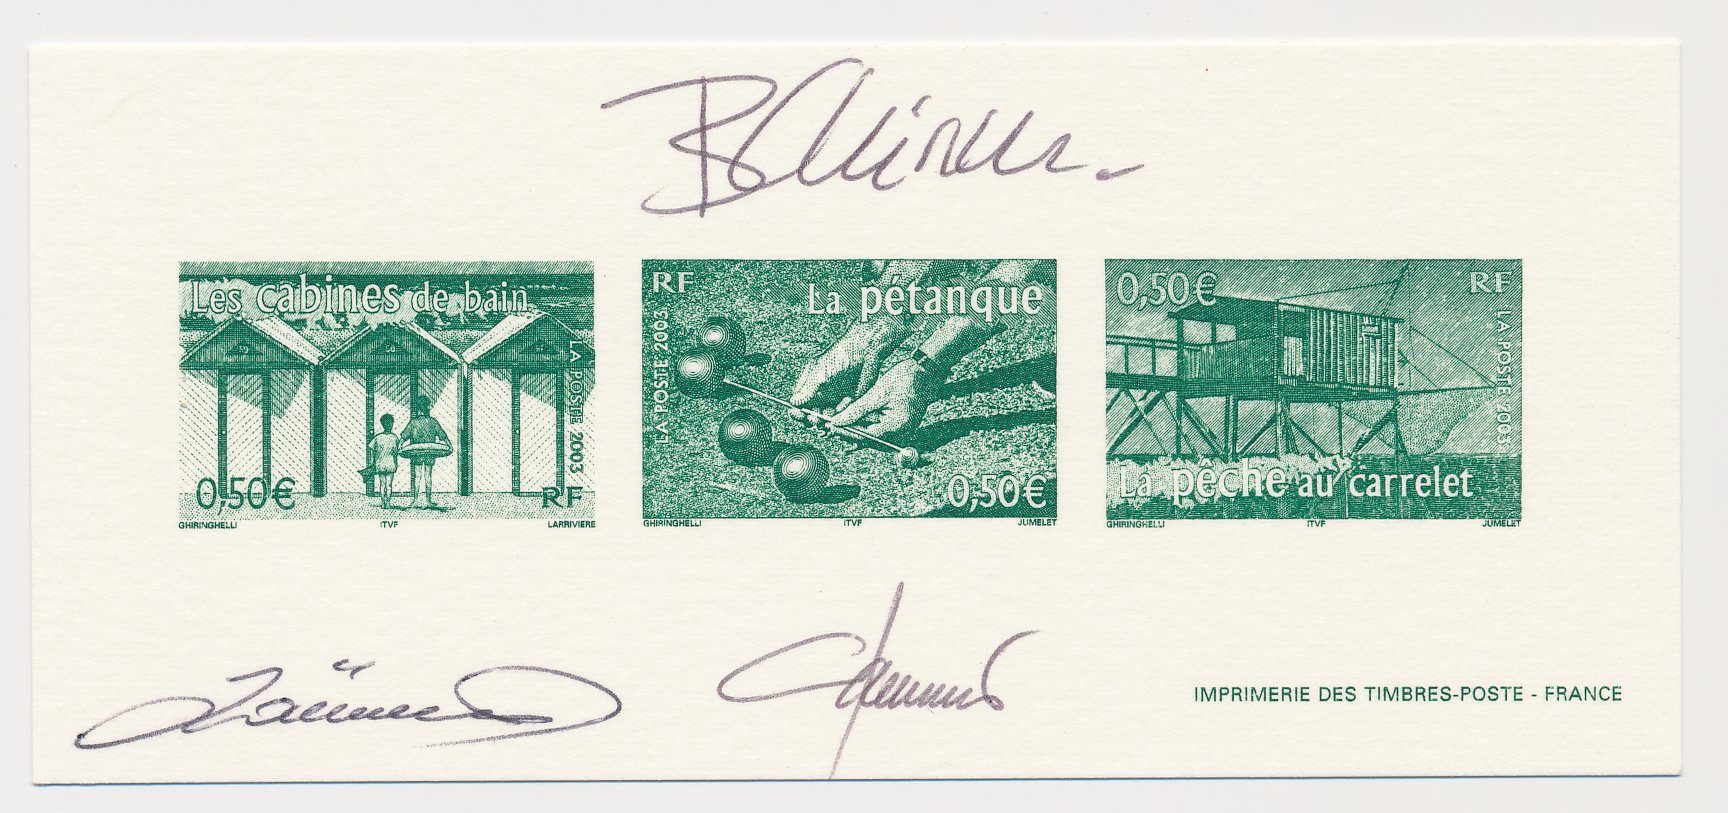 Les cabines de bain
LA POSTE 2003
0,50€
RF
GHIRINGHELLI ITVF LARRIVIERE
RF
La pétanque
LA POSTE 2003
0,50€
GHIRINGHELLI ITVF JUMELET
0,50€
RF
LA POSTE 2003
La pêche au carrelet
GHIRINGHELLI ITVF JUMELET
IMPRIMERIE DES TIMBRES-POSTE - FRANCE